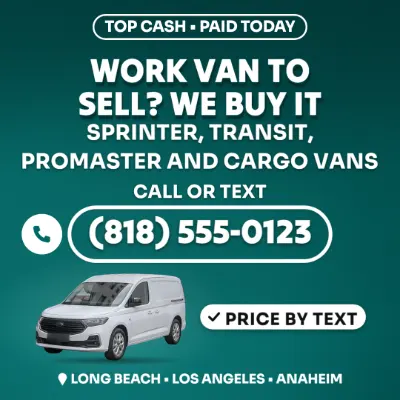 TOP CASH • PAID TODAY
WORK VAN TO
SELL? WE BUY IT
SPRINTER, TRANSIT,
PROMASTER AND CARGO VANS
CALL OR TEXT
(818) 555-0123
PRICE BY TEXT
LONG BEACH • LOS ANGELES • ANAHEIM